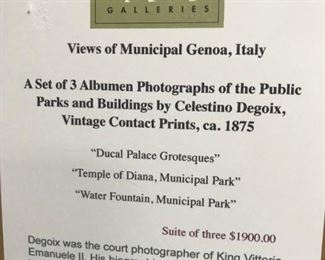 GALLERIES
Views of Municipal Genoa, Italy
A Set of 3 Albumen Photographs of the Public
Parks and Buildings by Celestino Degoix,
Vintage Contact Prints, ca. 1875
“Ducal Palace Grotesques”
“Temple of Diana, Municipal Park”
“Water Fountain, Municipal Park”
Suite of three $1900.00
Degoix was the court photographer of King Vittorio
Emanuele II. His